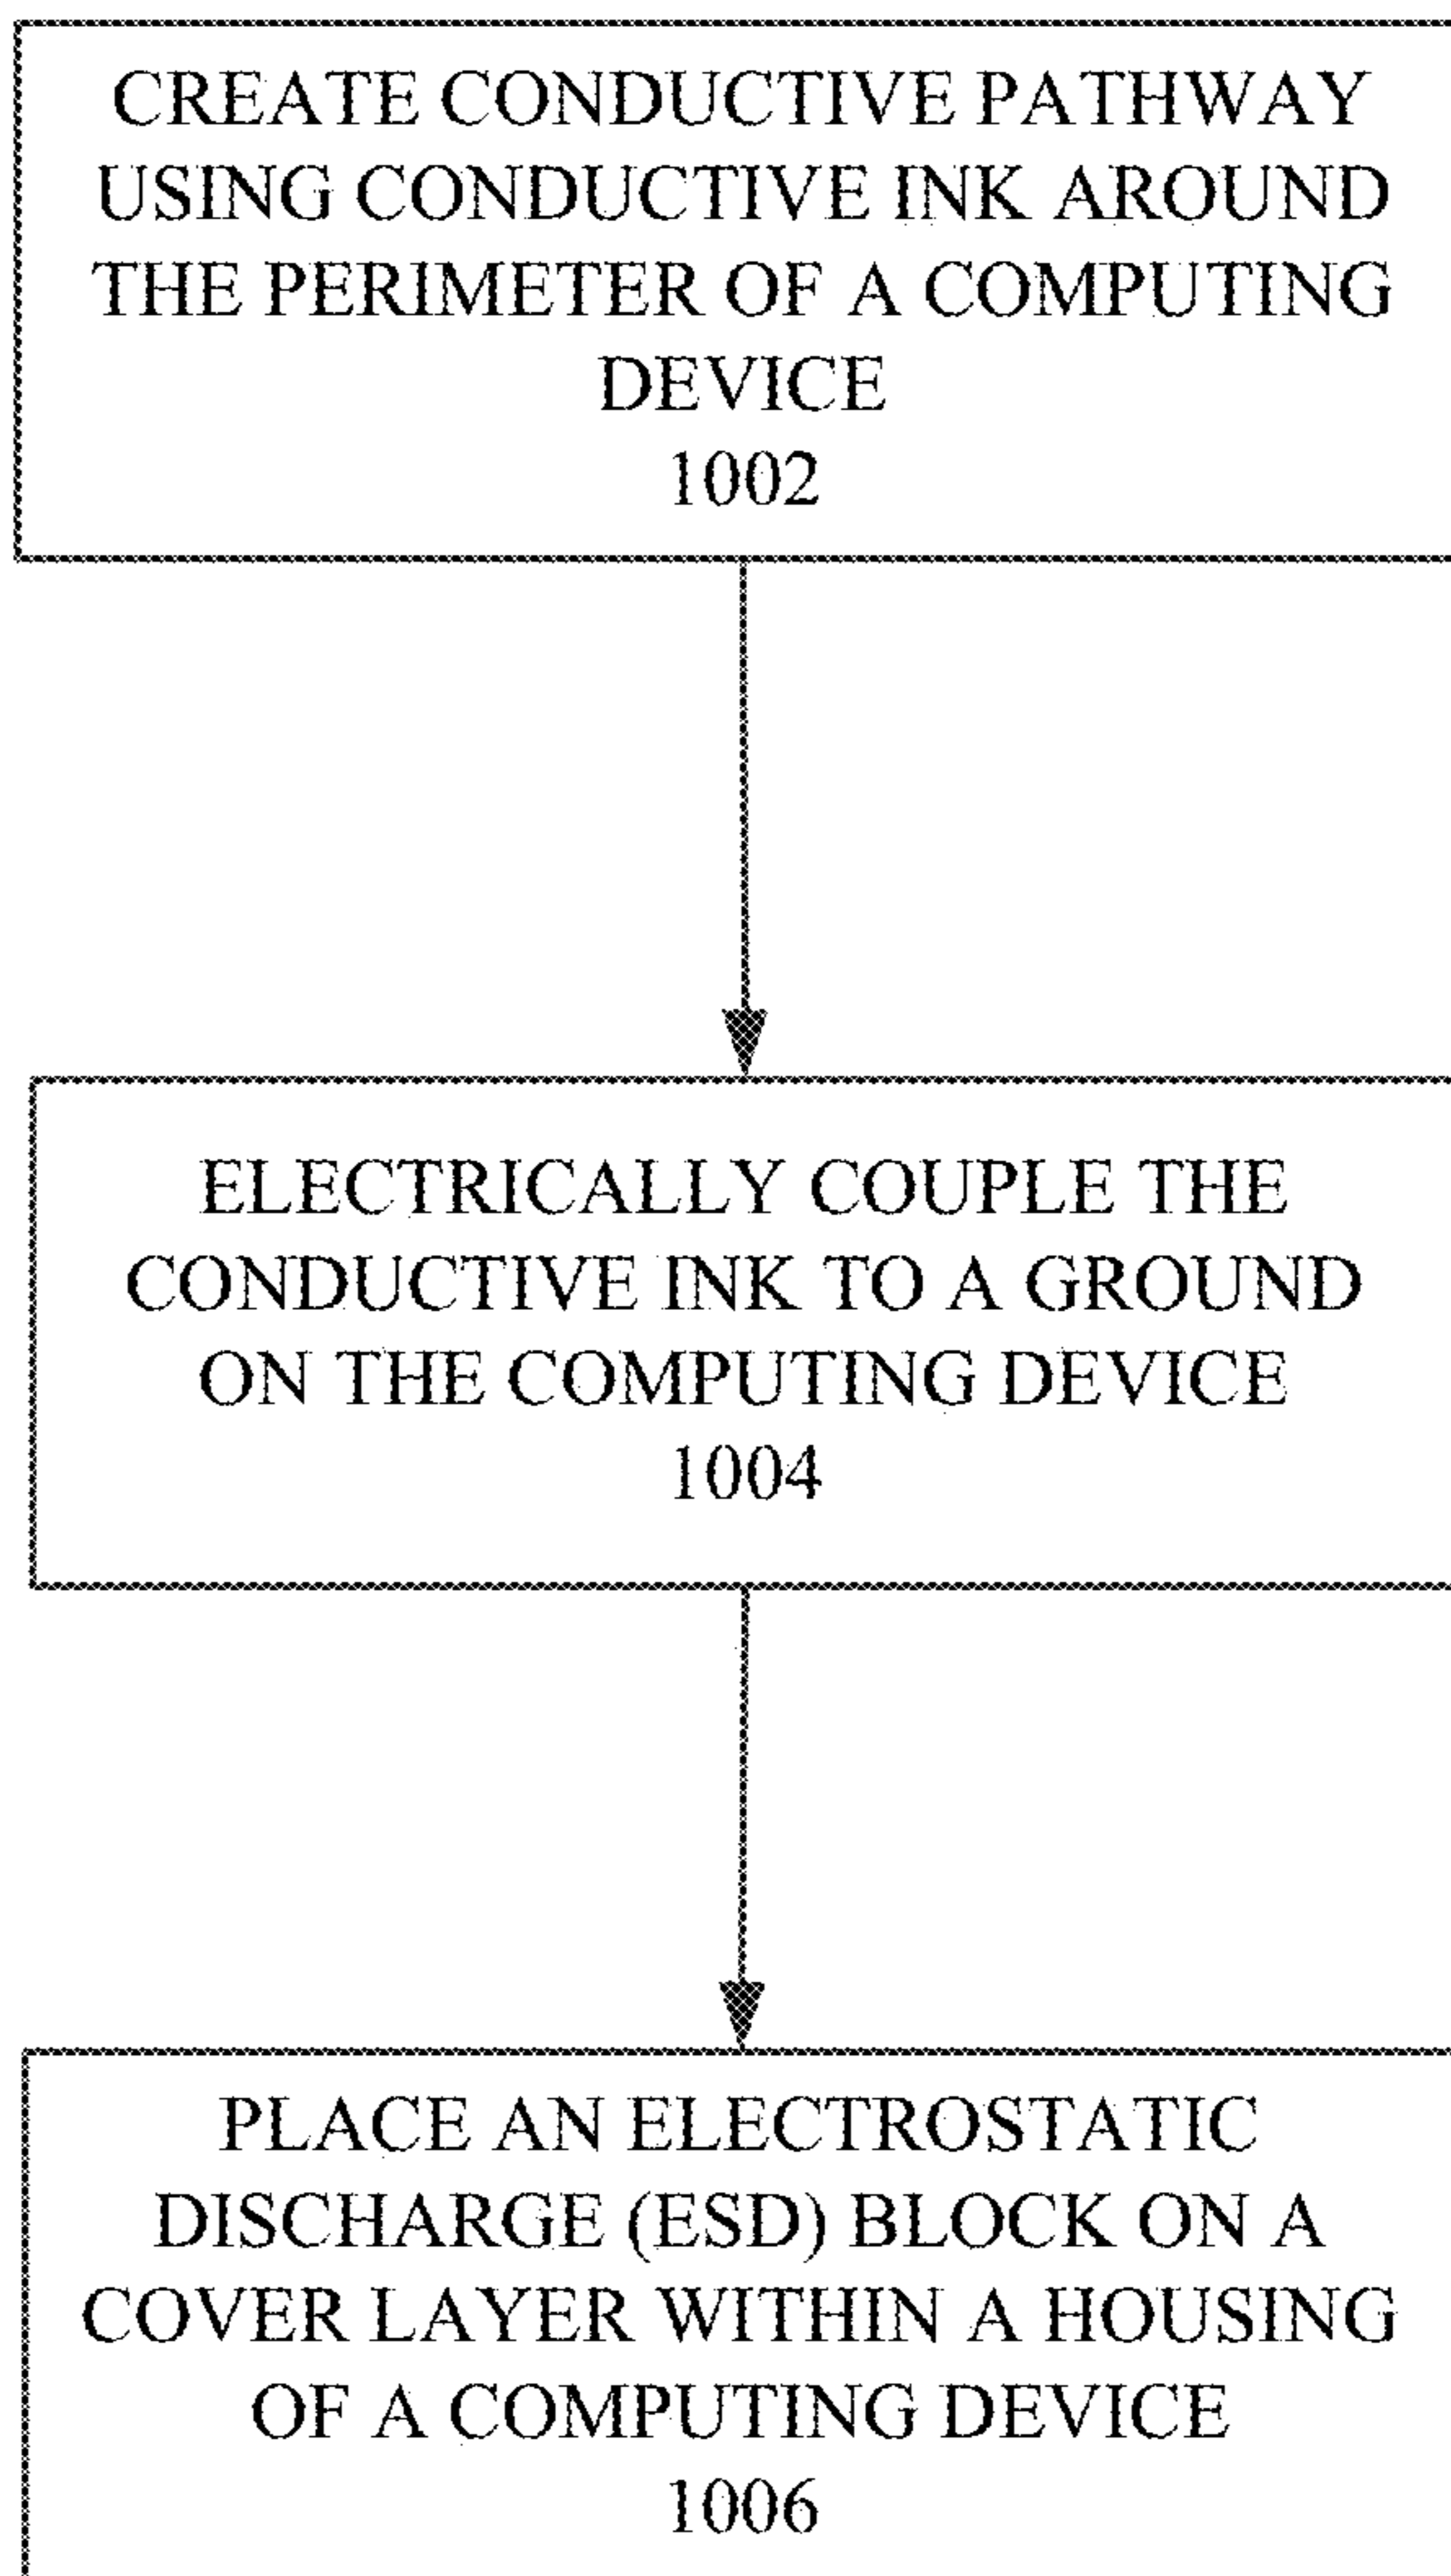 CREATE CONDUCTIVE PATHWAY
USING CONDUCTIVE INK AROUND
THE PERIMETER OF A COMPUTING
DEVICE
1002
ELECTRICALLY COUPLE THE
CONDUCTIVE INK TO A GROUND
ON THE COMPUTING DEVICE
1004
PLACE AN ELECTROSTATIC
DISCHARGE (ESD) BLOCK ON A
COVER LAYER WITHIN A HOUSING
OF A COMPUTING DEVICE
1006